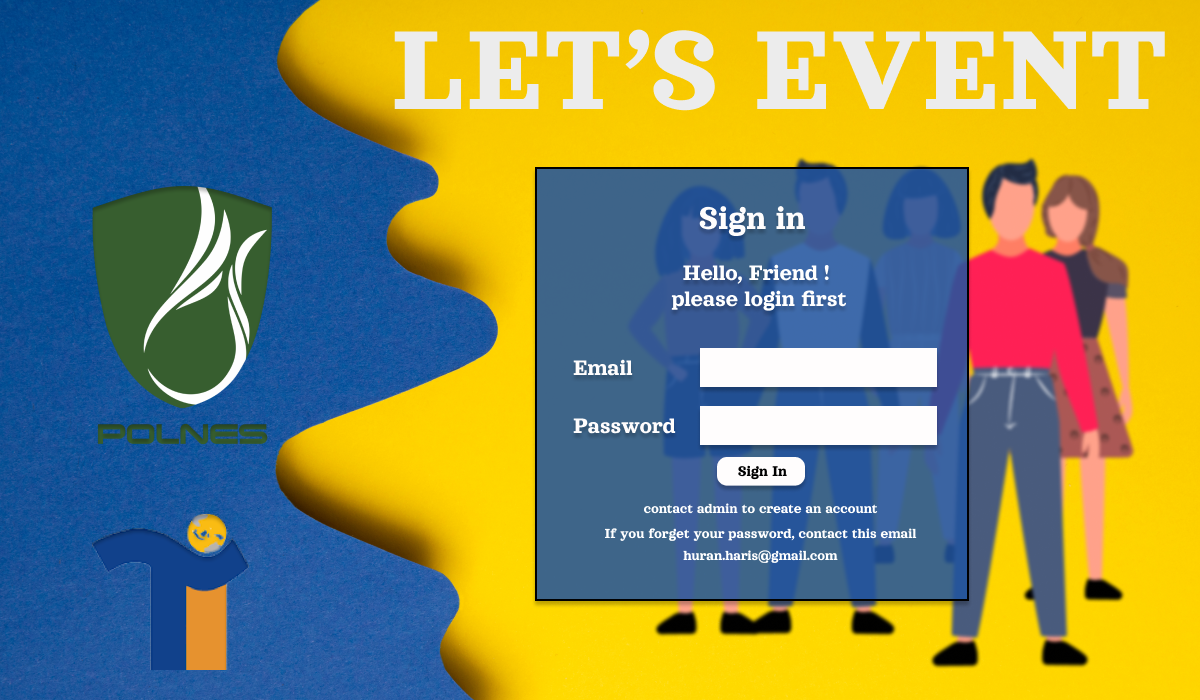 LET'S EVENT
POLNES
Sign in
Hello, Friend !
please login first
Email
Password
Sign In
contact admin to create an account
If you forget your password, contact this email
huran.haris@gmail.com